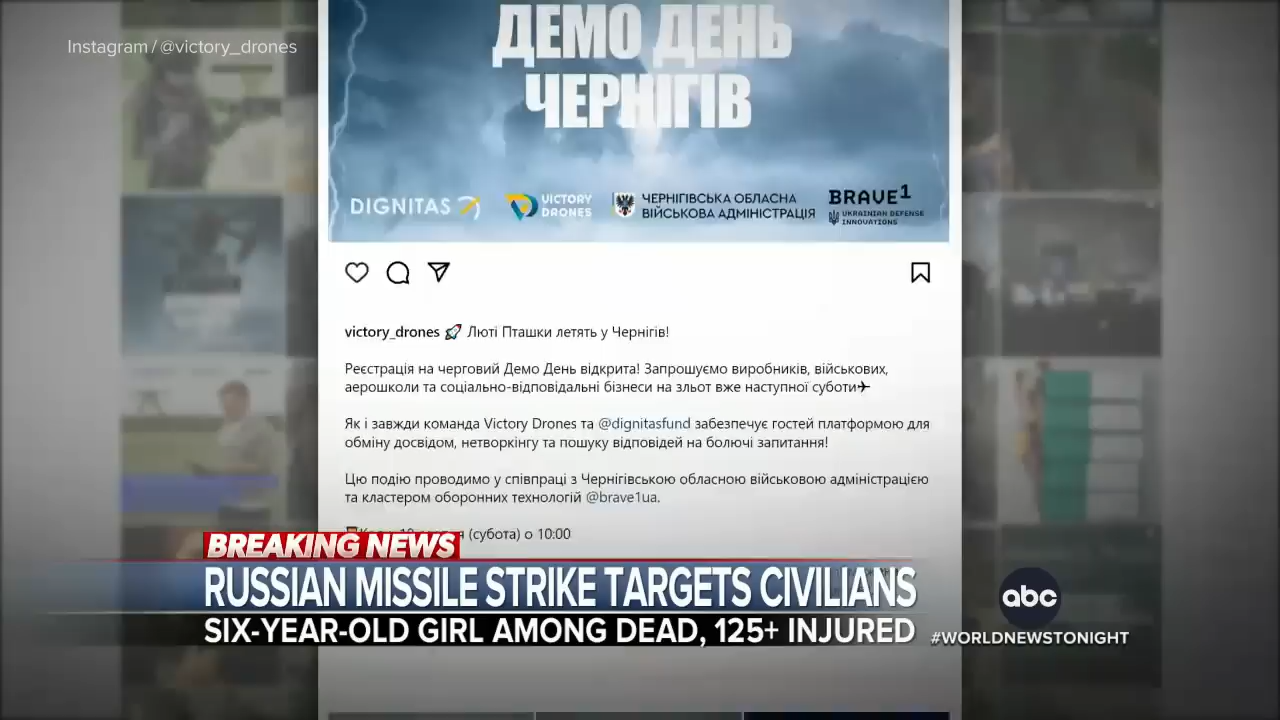 Instagram / @victory_drones
ДЕМО ДЕНЬ
ЧЕРНІГІВ
DIGNITAS
VICTORY
DRONES
ЧЕРНІГІВСЬКА ОБЛАСНА
ВІЙСЬКОВА АДМІНІСТРАЦІЯ
BRAVE1
UKRAINIAN DEFENSE
INNOVATIONS
victory_drones 🚀 Люті Пташки летять у Чернігів!
Реєстрація на черговий Демо День відкрита! Запрошуємо виробників, військових,
аерошколи та соціально-відповідальні бізнеси на зльот вже наступної суботи✈
Як і завжди команда Victory Drones та @dignitasfund забезпечує гостей платформою для
обміну досвідом, нетворкінгу та пошуку відповідей на болючі запитання!
Цю подію проводимо у співпраці з Чернігівською обласною військовою адміністрацією
та кластером оборонних технологій @brave1ua.
(субота) о 10:00
BREAKING NEWS
RUSSIAN MISSILE STRIKE TARGETS CIVILIANS
SIX-YEAR-OLD GIRL AMONG DEAD, 125+ INJURED
abc
#WORLDNEWSTONIGHT